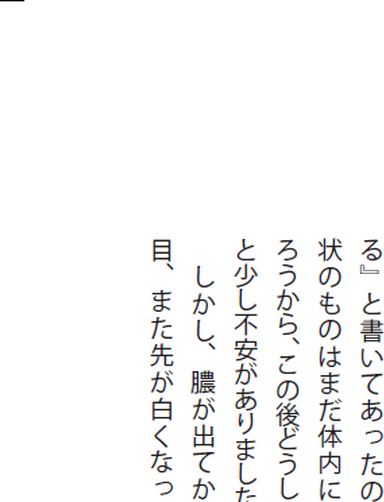 る』と書いてあったの
状のものはまだ体内に
ろうから、この後どうし
と少し不安がありました
しかし、膿が出てか
目、また先が白くなっ